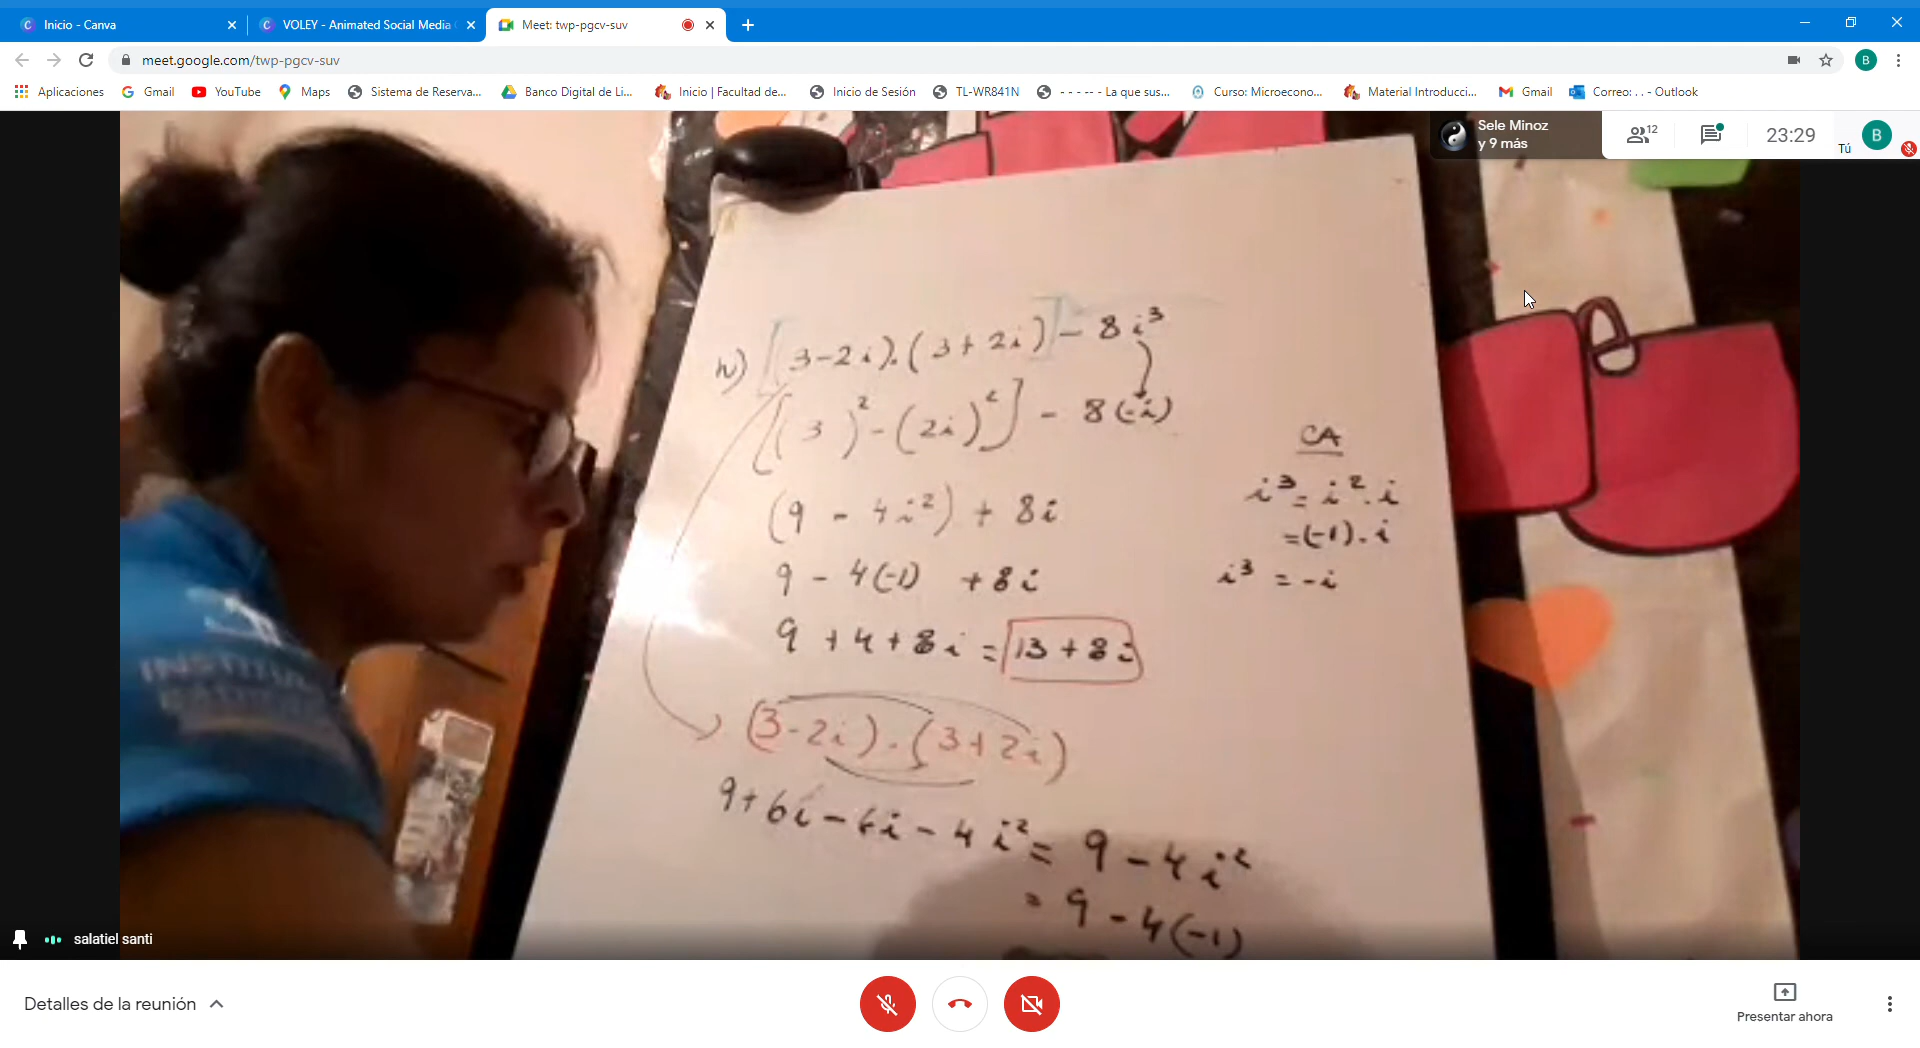 Inicio - Canva
VOLEY - Animated Social Media
Meet: twp-pgcv-suv
meet.google.com/twp-pgcv-suv
B
Aplicaciones
Gmail
YouTube
Maps
Sistema de Reserva...
Banco Digital de Li...
Inicio | Facultad de...
Inicio de Sesión
TL-WR841N
- - - -- - La que sus...
Curso: Microecono...
Material Introducci...
Gmail
Correo: . . - Outlook
Sele Minoz
y 9 más
12
23:29
Tú
B
h) [(3-2i).(3+2i)] - 8i³
[(3)² - (2i)²] - 8(-i)
(9 - 4i²) + 8i
9 - 4(-1) + 8i
9 + 4 + 8i = 13 + 8i
(3-2i).(3+2i)
9+6i-6i-4i² = 9-4i²
= 9-4(-1)
CA
i³ = i².i
=(-1).i
i³ = -i
salatiel santi
Detalles de la reunión
Presentar ahora